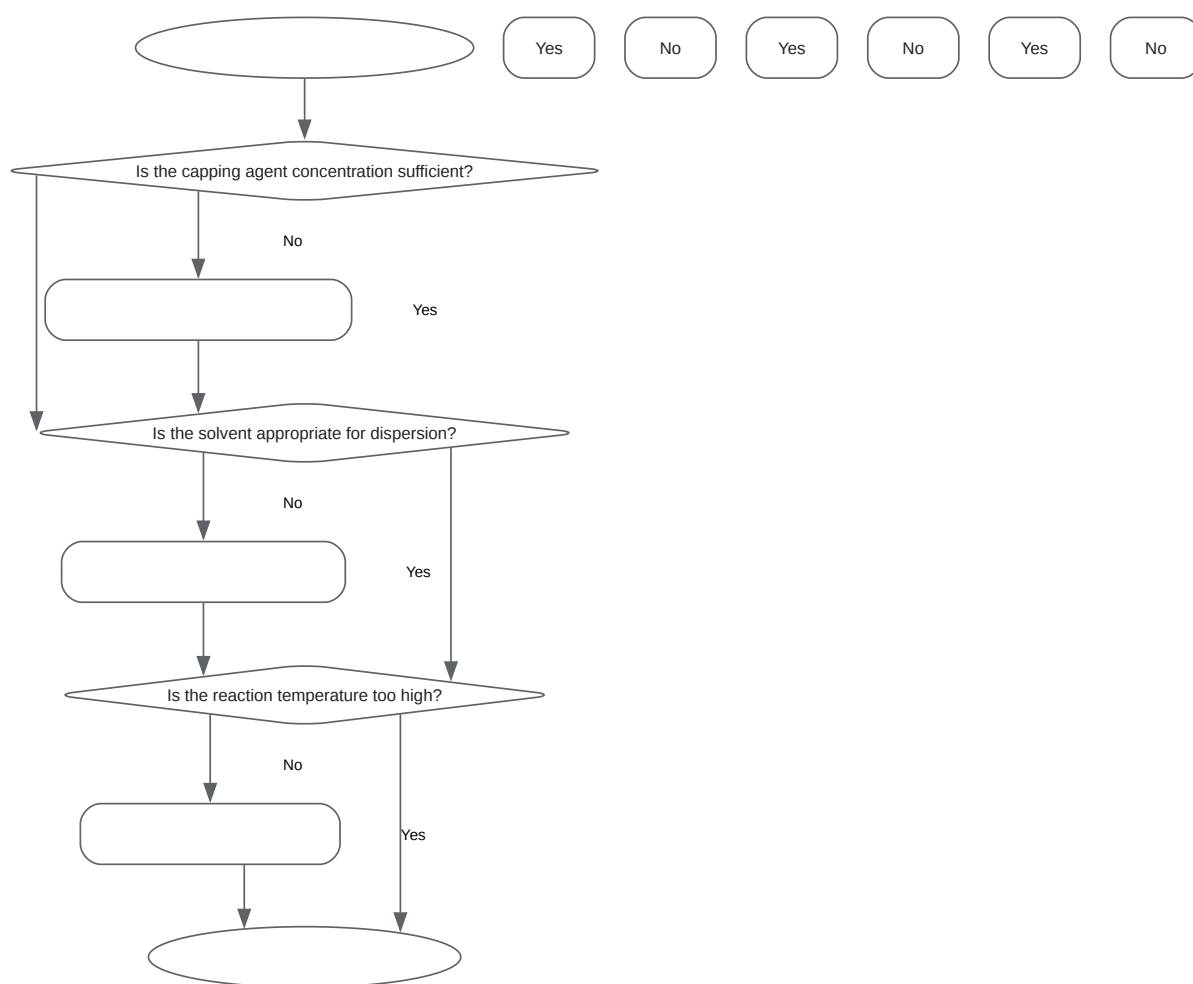 Yes
No
Yes
No
Yes
No
Is the capping agent concentration sufficient?
No
Yes
Is the solvent appropriate for dispersion?
No
Yes
Is the reaction temperature too high?
No
Yes